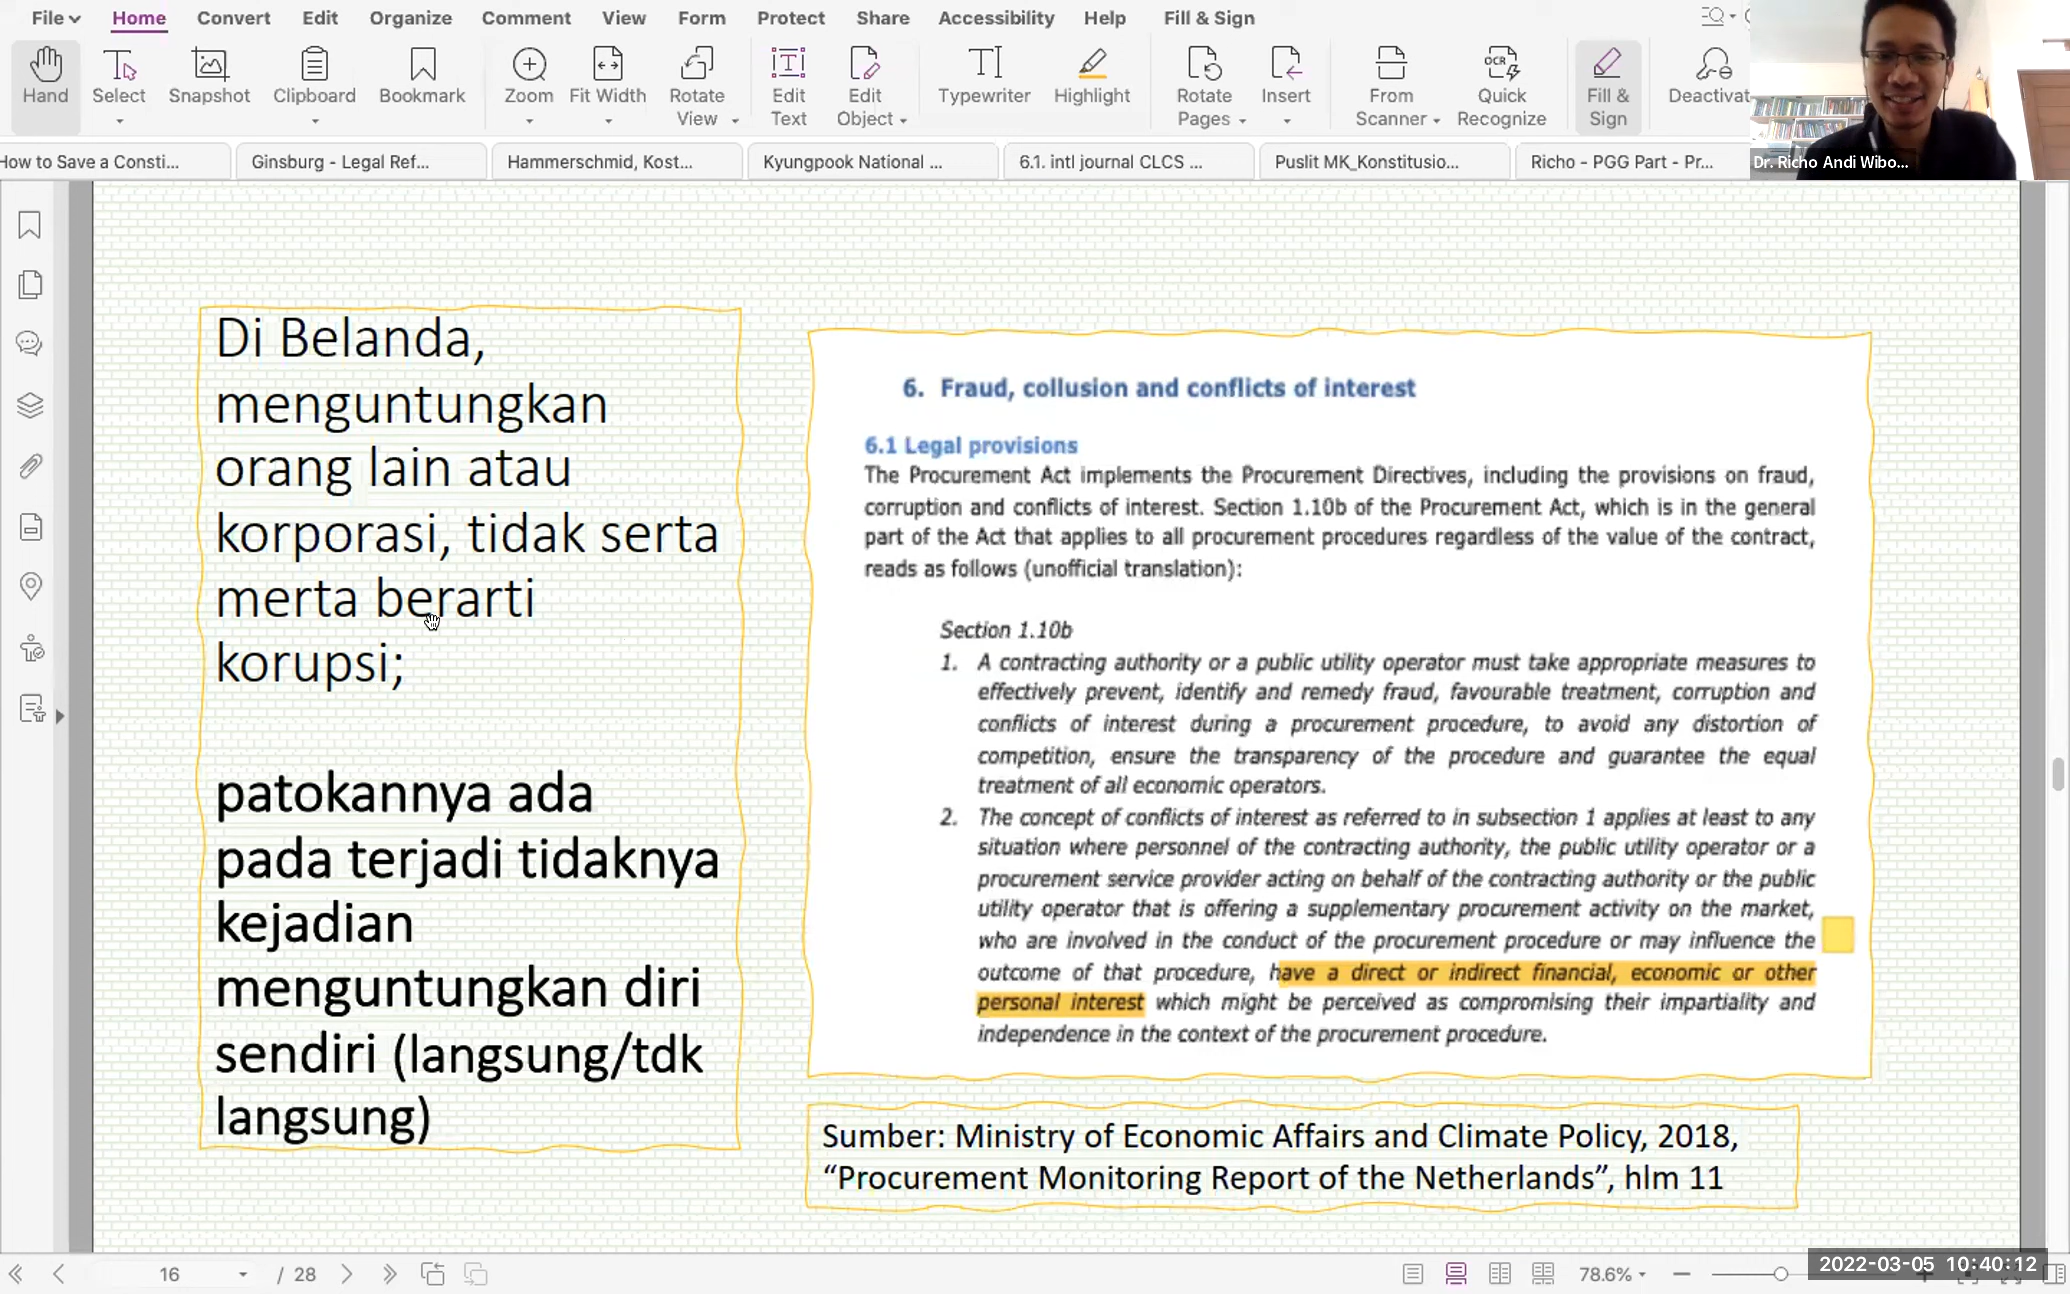 File Home Convert Edit Organize Comment View Form Protect Share Accessibility Help Fill & Sign
Hand Select Snapshot Clipboard Bookmark Zoom Fit Width Rotate View Edit Text Edit Object Typewriter Highlight Rotate Pages Insert From Scanner OCR Quick Recognize Fill & Sign Deactivat
How to Save a Consti... Ginsburg - Legal Ref... Hammerschmid, Kost... Kyungpook National ... 6.1. intl journal CLCS ... Puslit MK_Konstitusio... Richo - PGG Part - Pr...
Dr. Richo Andi Wibo...
Di Belanda,
menguntungkan
orang lain atau
korporasi, tidak serta
merta berarti
korupsi;
patokannya ada
pada terjadi tidaknya
kejadian
menguntungkan diri
sendiri (langsung/tdk
langsung)
6. Fraud, collusion and conflicts of interest
6.1 Legal provisions
The Procurement Act implements the Procurement Directives, including the provisions on fraud,
corruption and conflicts of interest. Section 1.10b of the Procurement Act, which is in the general
part of the Act that applies to all procurement procedures regardless of the value of the contract,
reads as follows (unofficial translation):
Section 1.10b
1. A contracting authority or a public utility operator must take appropriate measures to
effectively prevent, identify and remedy fraud, favourable treatment, corruption and
conflicts of interest during a procurement procedure, to avoid any distortion of
competition, ensure the transparency of the procedure and guarantee the equal
treatment of all economic operators.
2. The concept of conflicts of interest as referred to in subsection 1 applies at least to any
situation where personnel of the contracting authority, the public utility operator or a
procurement service provider acting on behalf of the contracting authority or the public
utility operator that is offering a supplementary procurement activity on the market,
who are involved in the conduct of the procurement procedure or may influence the
outcome of that procedure, have a direct or indirect financial, economic or other
personal interest which might be perceived as compromising their impartiality and
independence in the context of the procurement procedure.
Sumber: Ministry of Economic Affairs and Climate Policy, 2018,
“Procurement Monitoring Report of the Netherlands”, hlm 11
16 / 28 78.6%
2022-03-05 10:40:12